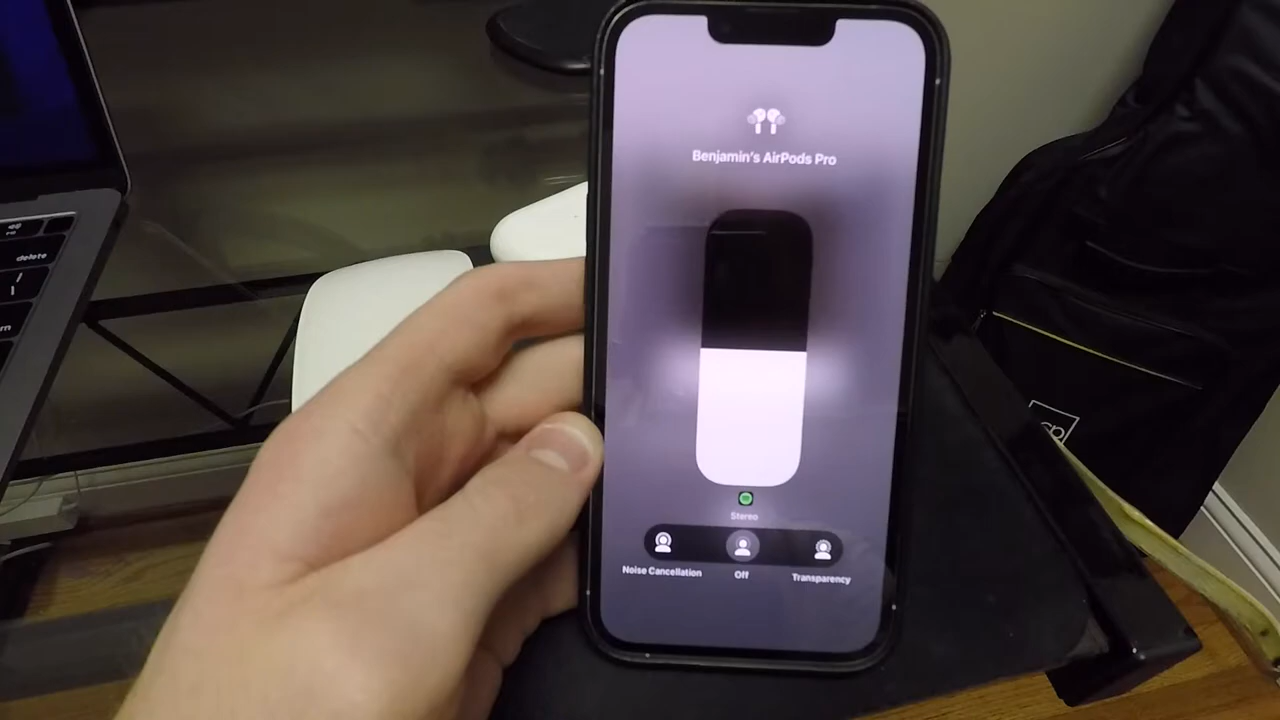 Benjamin's AirPods Pro
Stereo
Noise Cancellation
Off
Transparency
delete